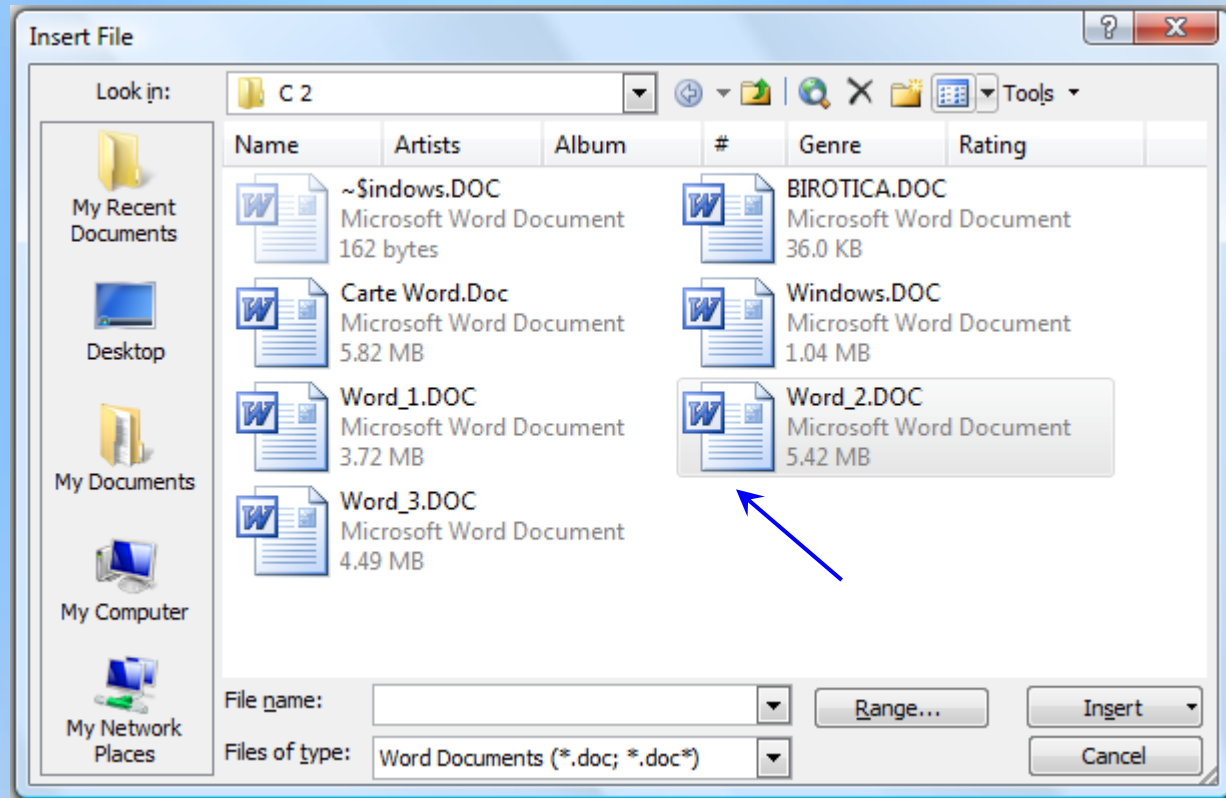 Insert File
Look in:
C 2
Tools
My Recent
Documents
Desktop
My Documents
My Computer
My Network
Places
Name Artists Album # Genre Rating
~$indows.DOC
Microsoft Word Document
162 bytes
BIROTICA.DOC
Microsoft Word Document
36.0 KB
Carte Word.Doc
Microsoft Word Document
5.82 MB
Windows.DOC
Microsoft Word Document
1.04 MB
Word_1.DOC
Microsoft Word Document
3.72 MB
Word_2.DOC
Microsoft Word Document
5.42 MB
Word_3.DOC
Microsoft Word Document
4.49 MB
File name:
Range...
Insert
Files of type:
Word Documents (*.doc; *.doc*)
Cancel